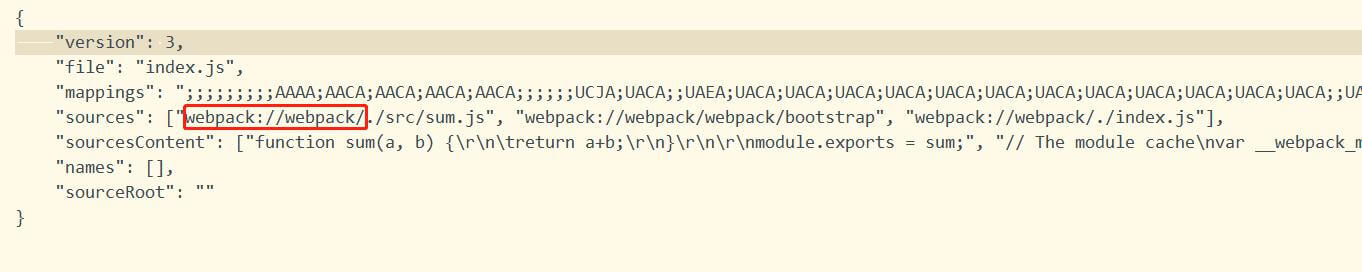 {
"version": 3,
"file": "index.js",
"mappings": ";;;;;;;;;AAAA;AACA;AACA;AACA;AACA;;;;;;UCJA;UACA;;UAEA;UACA;UACA;UACA;UACA;UACA;UACA;UACA;UACA;UACA;UACA;UACA;UACA;;UA
"sources": ["webpack://webpack/./src/sum.js", "webpack://webpack/webpack/bootstrap", "webpack://webpack/./index.js"],
"sourcesContent": ["function sum(a, b) {\r\n\treturn a+b;\r\n}\r\n\r\nmodule.exports = sum;", "// The module cache\nvar __webpack_m
"names": [],
"sourceRoot": ""
}